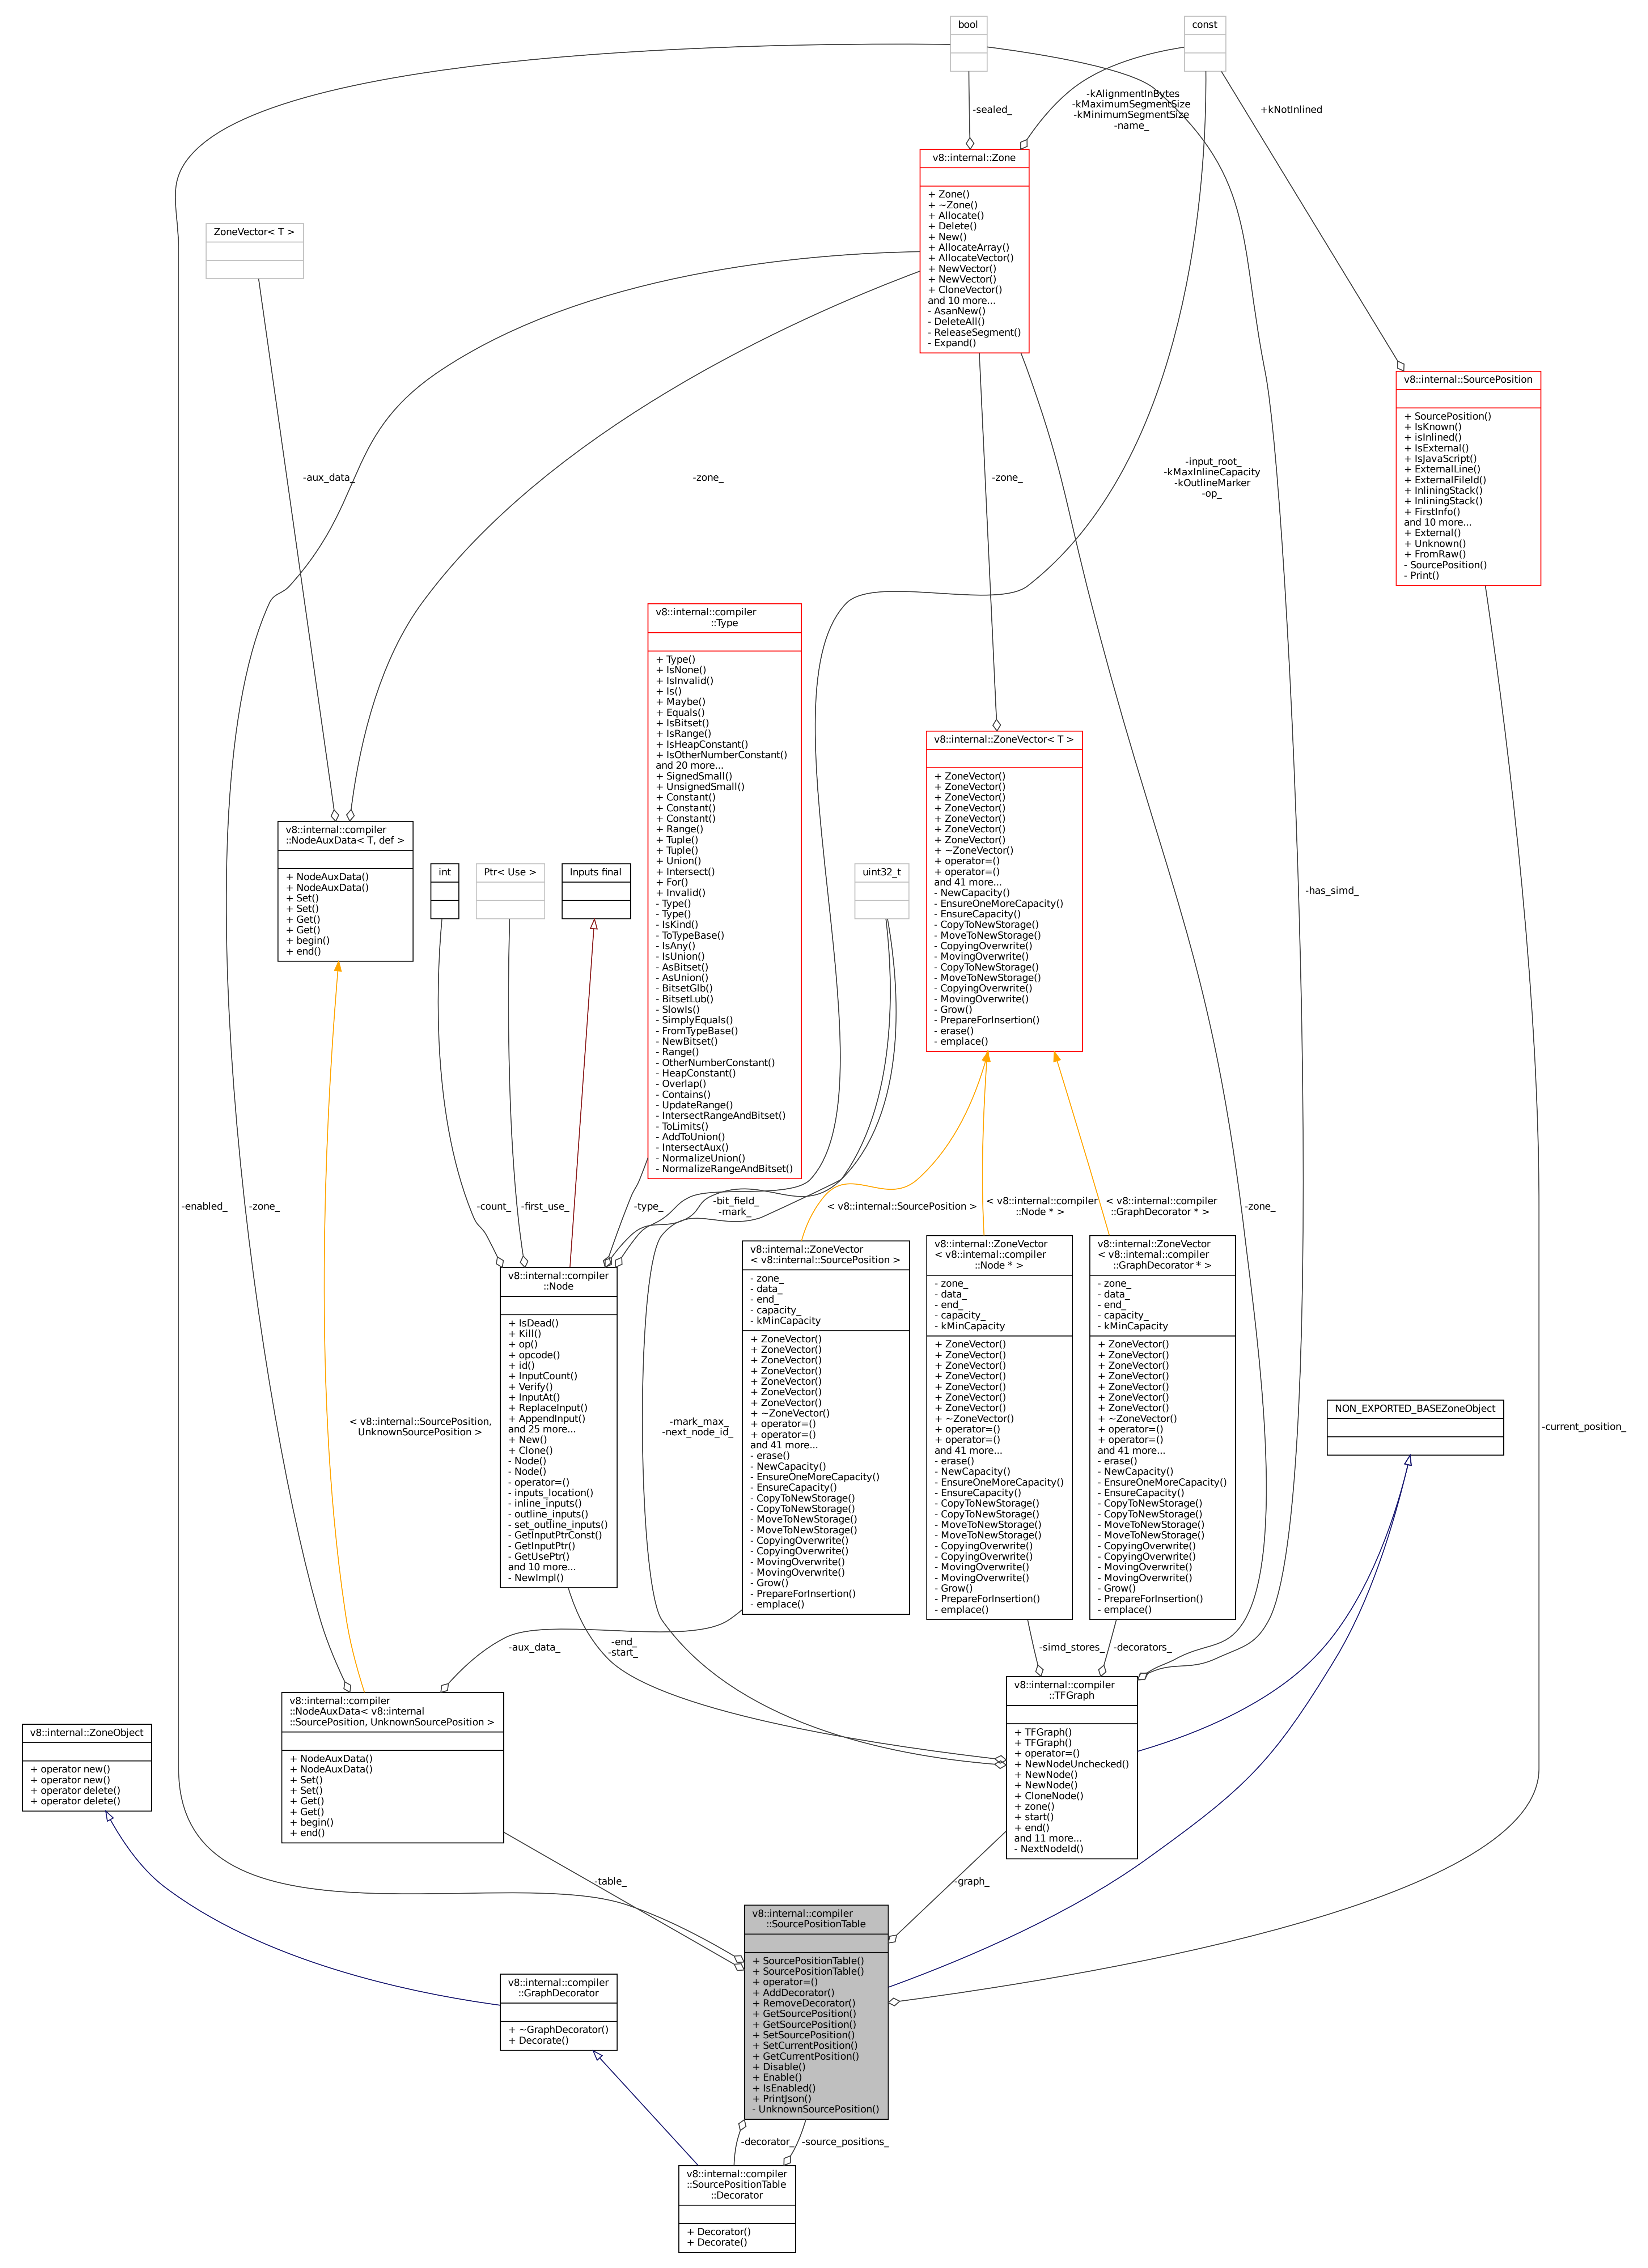 bool
const
-sealed_
-kAlignmentInBytes
-kMaximumSegmentSize
-kMinimumSegmentSize
-name_
+kNotInlined
v8::internal::Zone
+ Zone()
+ ~Zone()
+ Allocate()
+ Delete()
+ New()
+ AllocateArray()
+ AllocateVector()
+ NewVector()
+ NewVector()
+ CloneVector()
and 10 more...
- AsanNew()
- DeleteAll()
- ReleaseSegment()
- Expand()
ZoneVector< T >
v8::internal::SourcePosition
+ SourcePosition()
+ IsKnown()
+ isInlined()
+ IsExternal()
+ IsJavaScript()
+ ExternalLine()
+ ExternalFileId()
+ InliningStack()
+ InliningStack()
+ FirstInfo()
and 10 more...
+ External()
+ Unknown()
+ FromRaw()
- SourcePosition()
- Print()
-aux_data_
-zone_
-zone_
-input_root_
-kMaxInlineCapacity
-kOutlineMarker
-op_
v8::internal::compiler
::Type
+ Type()
+ IsNone()
+ IsInvalid()
+ Is()
+ Maybe()
+ Equals()
+ IsBitset()
+ IsRange()
+ IsHeapConstant()
+ IsOtherNumberConstant()
and 20 more...
+ SignedSmall()
+ UnsignedSmall()
+ Constant()
+ Constant()
+ Constant()
+ Range()
+ Tuple()
+ Tuple()
+ Union()
+ Intersect()
+ For()
+ Invalid()
- Type()
- Type()
- IsKind()
- ToTypeBase()
- IsAny()
- IsUnion()
- AsBitset()
- AsUnion()
- BitsetGlb()
- BitsetLub()
- SlowIs()
- SimplyEquals()
- FromTypeBase()
- NewBitset()
- Range()
- OtherNumberConstant()
- HeapConstant()
- Overlap()
- Contains()
- UpdateRange()
- IntersectRangeAndBitset()
- ToLimits()
- AddToUnion()
- IntersectAux()
- NormalizeUnion()
- NormalizeRangeAndBitset()
v8::internal::ZoneVector< T >
+ ZoneVector()
+ ZoneVector()
+ ZoneVector()
+ ZoneVector()
+ ZoneVector()
+ ZoneVector()
+ ZoneVector()
+ ~ZoneVector()
+ operator=()
+ operator=()
and 41 more...
- NewCapacity()
- EnsureOneMoreCapacity()
- EnsureCapacity()
- CopyToNewStorage()
- MoveToNewStorage()
- CopyingOverwrite()
- MovingOverwrite()
- CopyToNewStorage()
- MoveToNewStorage()
- CopyingOverwrite()
- MovingOverwrite()
- Grow()
- PrepareForInsertion()
- erase()
- emplace()
v8::internal::compiler
::NodeAuxData< T, def >
+ NodeAuxData()
+ NodeAuxData()
+ Set()
+ Set()
+ Get()
+ Get()
+ begin()
+ end()
int
Ptr< Use >
Inputs final
uint32_t
-has_simd_
-enabled_
-zone_
-count_
-first_use_
-type_
-bit_field_
-mark_
< v8::internal::SourcePosition >
< v8::internal::compiler
::Node * >
< v8::internal::compiler
::GraphDecorator * >
-zone_
v8::internal::compiler
::Node
+ IsDead()
+ Kill()
+ op()
+ opcode()
+ id()
+ InputCount()
+ Verify()
+ InputAt()
+ ReplaceInput()
+ AppendInput()
and 25 more...
+ New()
+ Clone()
- Node()
- Node()
- operator=()
- inputs_location()
- inline_inputs()
- outline_inputs()
- set_outline_inputs()
- GetInputPtrConst()
- GetInputPtr()
- GetUsePtr()
and 10 more...
- NewImpl()
v8::internal::ZoneVector
< v8::internal::SourcePosition >
- zone_
- data_
- end_
- capacity_
- kMinCapacity
+ ZoneVector()
+ ZoneVector()
+ ZoneVector()
+ ZoneVector()
+ ZoneVector()
+ ZoneVector()
+ ZoneVector()
+ ~ZoneVector()
+ operator=()
+ operator=()
and 41 more...
- erase()
- NewCapacity()
- EnsureOneMoreCapacity()
- EnsureCapacity()
- CopyToNewStorage()
- CopyToNewStorage()
- MoveToNewStorage()
- MoveToNewStorage()
- CopyingOverwrite()
- CopyingOverwrite()
- MovingOverwrite()
- MovingOverwrite()
- Grow()
- PrepareForInsertion()
- emplace()
v8::internal::ZoneVector
< v8::internal::compiler
::Node * >
- zone_
- data_
- end_
- capacity_
- kMinCapacity
+ ZoneVector()
+ ZoneVector()
+ ZoneVector()
+ ZoneVector()
+ ZoneVector()
+ ZoneVector()
+ ZoneVector()
+ ~ZoneVector()
+ operator=()
+ operator=()
and 41 more...
- erase()
- NewCapacity()
- EnsureOneMoreCapacity()
- EnsureCapacity()
- CopyToNewStorage()
- CopyToNewStorage()
- MoveToNewStorage()
- MoveToNewStorage()
- CopyingOverwrite()
- CopyingOverwrite()
- MovingOverwrite()
- MovingOverwrite()
- Grow()
- PrepareForInsertion()
- emplace()
v8::internal::ZoneVector
< v8::internal::compiler
::GraphDecorator * >
- zone_
- data_
- end_
- capacity_
- kMinCapacity
+ ZoneVector()
+ ZoneVector()
+ ZoneVector()
+ ZoneVector()
+ ZoneVector()
+ ZoneVector()
+ ZoneVector()
+ ~ZoneVector()
+ operator=()
+ operator=()
and 41 more...
- erase()
- NewCapacity()
- EnsureOneMoreCapacity()
- EnsureCapacity()
- CopyToNewStorage()
- CopyToNewStorage()
- MoveToNewStorage()
- MoveToNewStorage()
- CopyingOverwrite()
- CopyingOverwrite()
- MovingOverwrite()
- MovingOverwrite()
- Grow()
- PrepareForInsertion()
- emplace()
NON_EXPORTED_BASEZoneObject
< v8::internal::SourcePosition,
UnknownSourcePosition >
-mark_max_
-next_node_id_
-current_position_
-aux_data_
-end_
-start_
-simd_stores_
-decorators_
v8::internal::compiler
::NodeAuxData< v8::internal
::SourcePosition, UnknownSourcePosition >
+ NodeAuxData()
+ NodeAuxData()
+ Set()
+ Set()
+ Get()
+ Get()
+ begin()
+ end()
v8::internal::compiler
::TFGraph
+ TFGraph()
+ TFGraph()
+ operator=()
+ NewNodeUnchecked()
+ NewNode()
+ NewNode()
+ CloneNode()
+ zone()
+ start()
+ end()
and 11 more...
- NextNodeId()
v8::internal::ZoneObject
+ operator new()
+ operator new()
+ operator delete()
+ operator delete()
-table_
-graph_
v8::internal::compiler
::SourcePositionTable
+ SourcePositionTable()
+ SourcePositionTable()
+ operator=()
+ AddDecorator()
+ RemoveDecorator()
+ GetSourcePosition()
+ GetSourcePosition()
+ SetSourcePosition()
+ SetCurrentPosition()
+ GetCurrentPosition()
+ Disable()
+ Enable()
+ IsEnabled()
+ PrintJson()
- UnknownSourcePosition()
v8::internal::compiler
::GraphDecorator
+ ~GraphDecorator()
+ Decorate()
-decorator_
-source_positions_
v8::internal::compiler
::SourcePositionTable
::Decorator
+ Decorator()
+ Decorate()